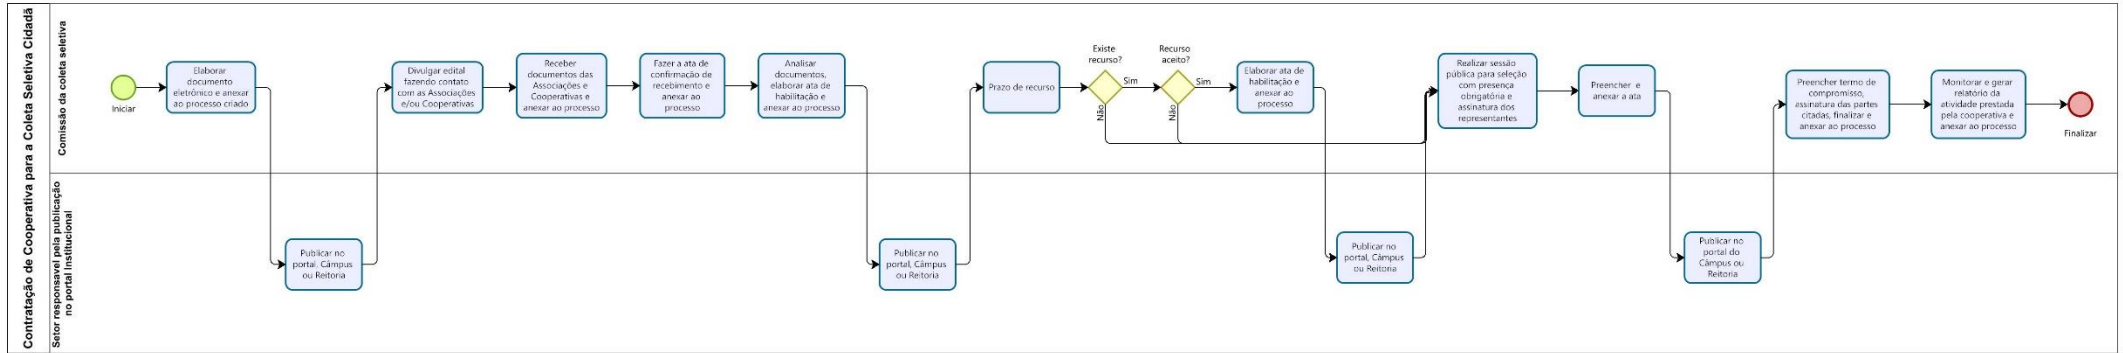 Contratação de Cooperativa para a Coleta Seletiva Cidadã
Comissão da coleta seletiva
Iniciar
Elaborar
documento
eletrônico e anexar
ao processo criado
Divulgar edital
fazendo contato
com as Associações
e/ou Cooperativas
Receber
documentos das
Associações e
Cooperativas e
anexar ao processo
Fazer a ata de
confirmação de
recebimento e
anexar ao
processo
Analisar
documentos,
elaborar ata de
habilitação e
anexar ao processo
Prazo de recurso
Existe
recurso?
Sim
Não
Recurso
aceito?
Sim
Não
Elaborar ata de
habilitação e
anexar ao
processo
Realizar sessão
pública para seleção
com presença
obrigatória e
assinatura dos
representantes
Preencher e
anexar a ata
Preencher termo de
compromisso,
assinatura das partes
citadas, finalizar e
anexar ao processo
Monitorar e gerar
relatório da
atividade prestada
pela cooperativa e
anexar ao processo
Finalizar
Setor responsavel pela publicação
no portal Institucional
Publicar no
portal, Câmpus
ou Reitoria
Publicar no
portal, Câmpus
ou Reitoria
Publicar no
portal, Câmpus
ou Reitoria
Publicar no
portal do
Câmpus ou
Reitoria